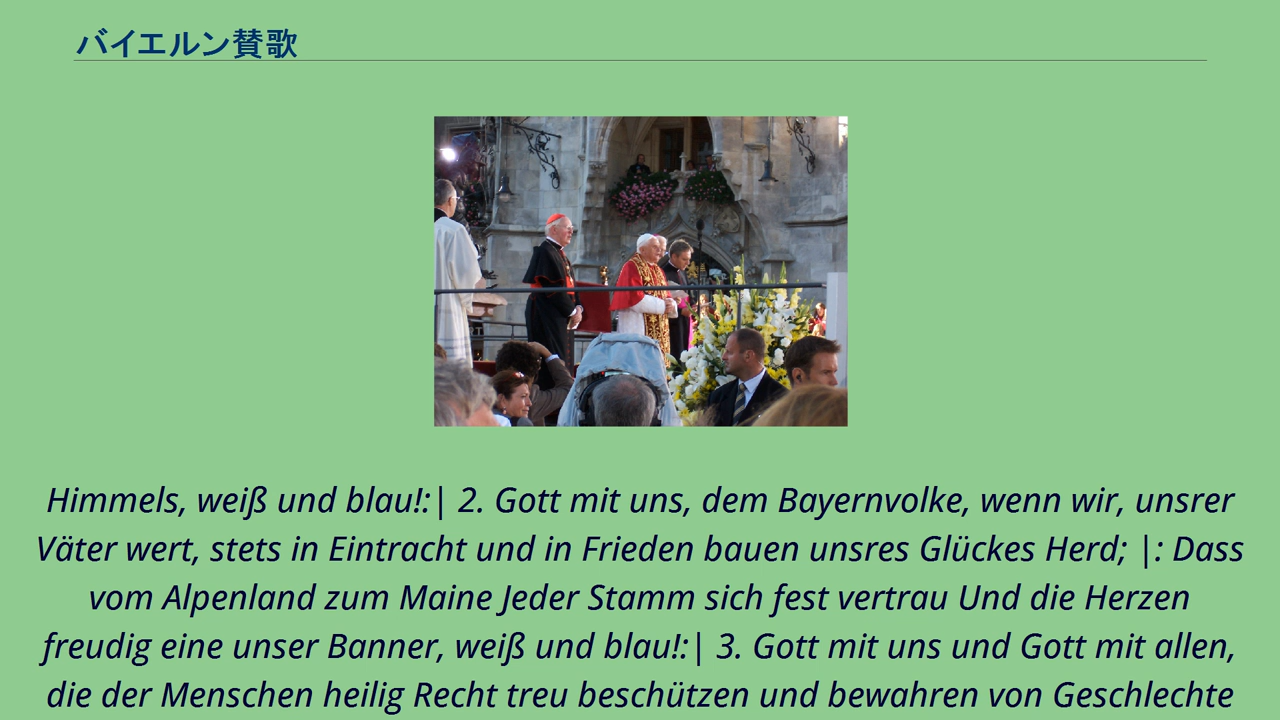 バイエルン賛歌
Himmels, weiß und blau!:| 2. Gott mit uns, dem Bayernvolke, wenn wir, unsrer
Väter wert, stets in Eintracht und in Frieden bauen unsres Glückes Herd; |: Dass
vom Alpenland zum Maine Jeder Stamm sich fest vertrau Und die Herzen
freudig eine unser Banner, weiß und blau!:| 3. Gott mit uns und Gott mit allen,
die der Menschen heilig Recht treu beschützen und bewahren von Geschlechte